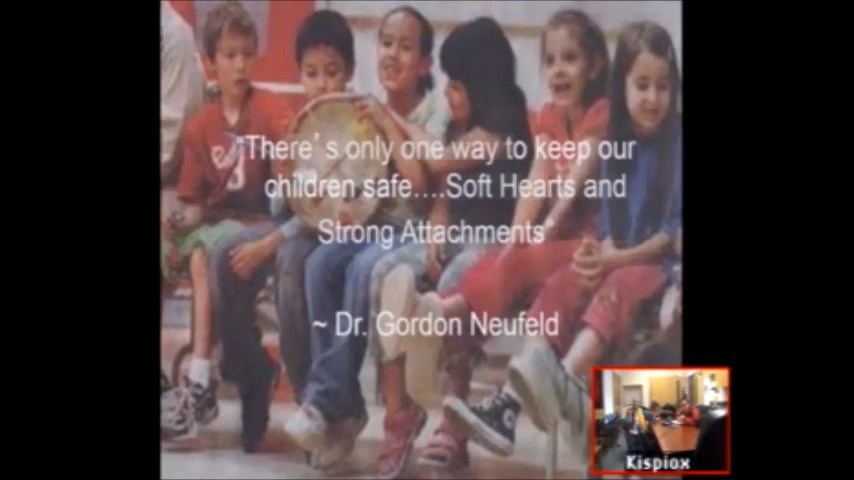 "There's only one way to keep our
children safe....Soft Hearts and
Strong Attachments
~ Dr. Gordon Neufeld
Kispiox